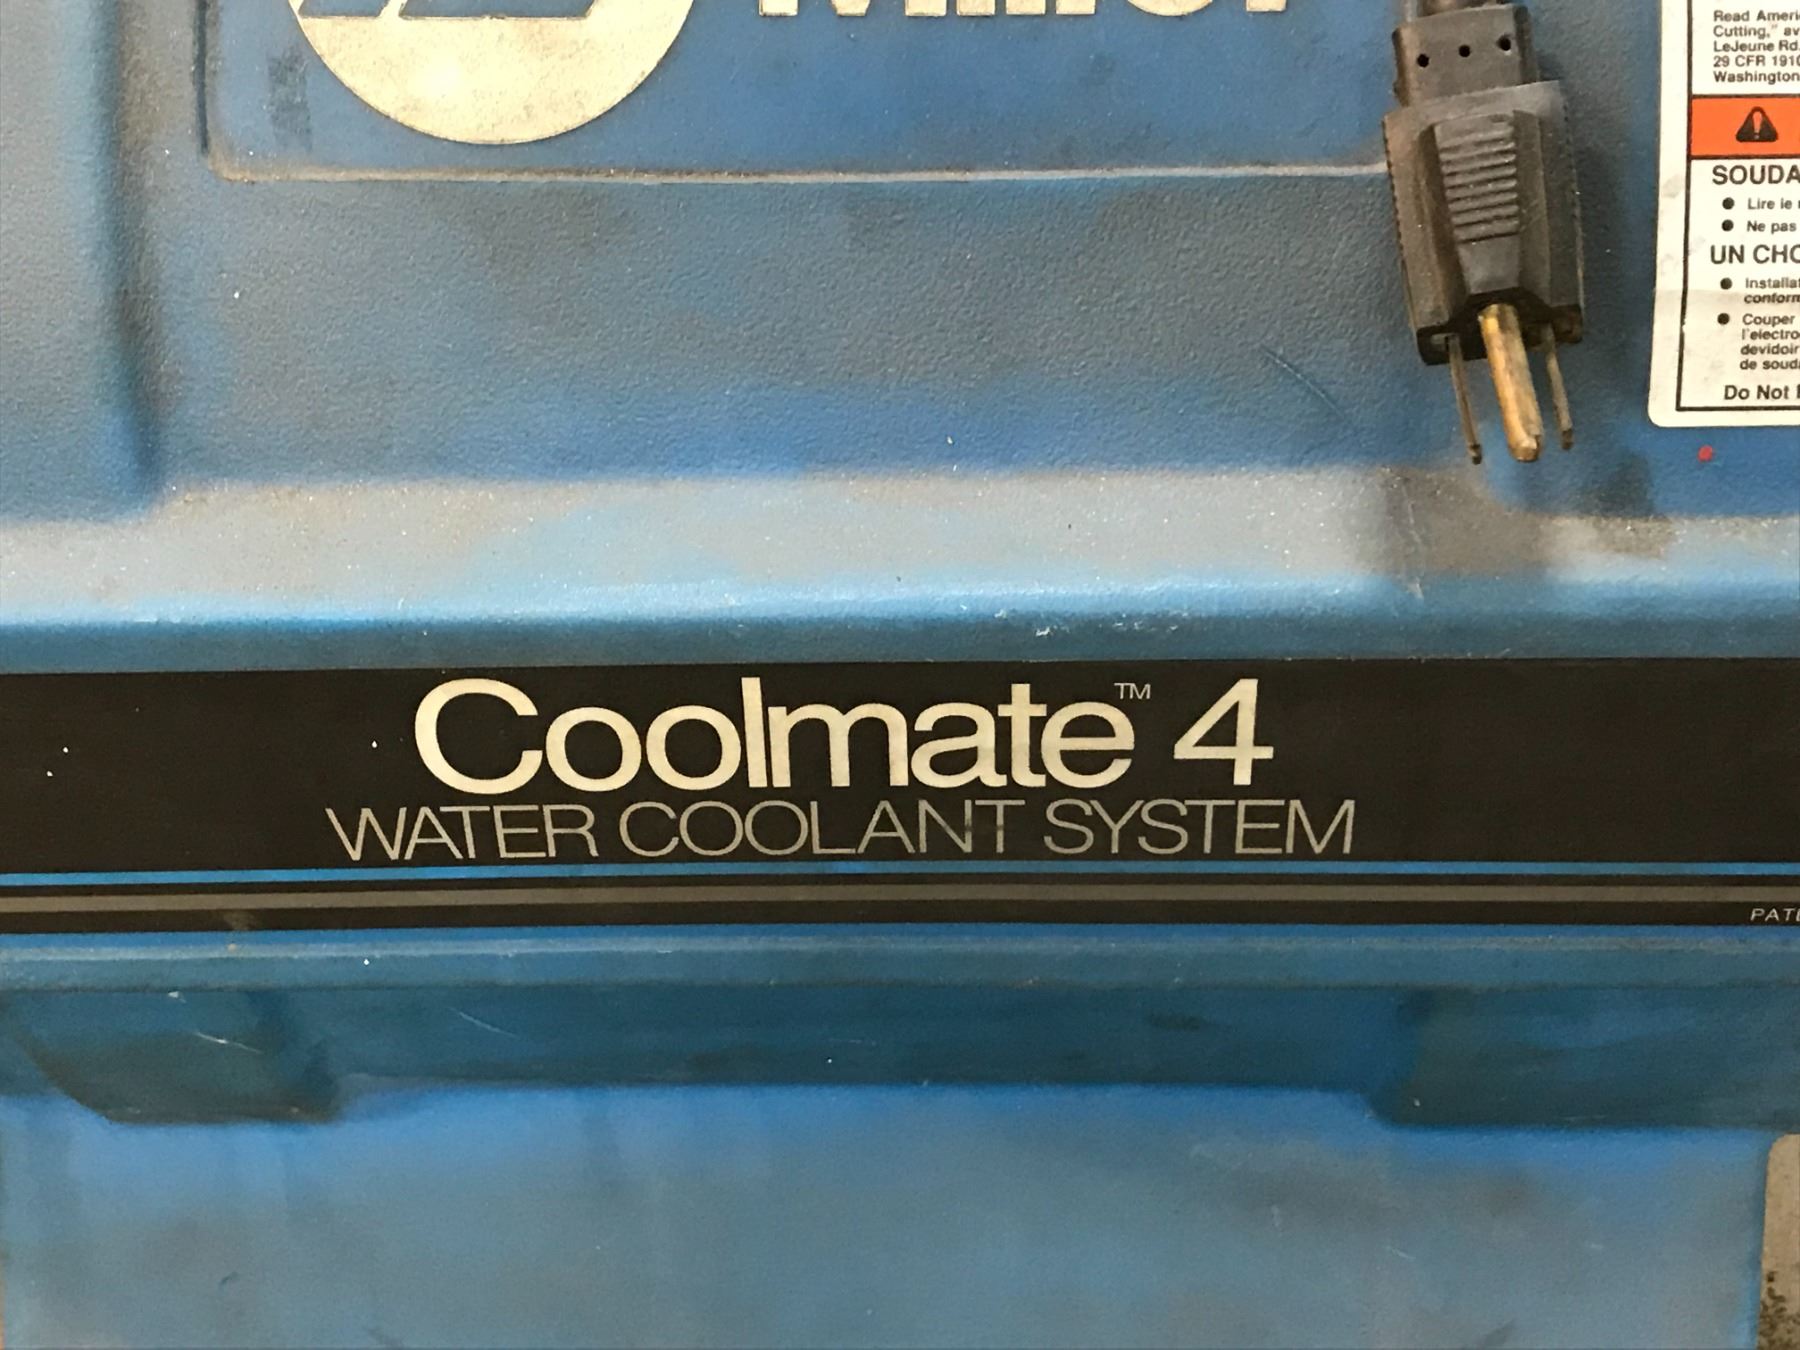 Miller
Read Ameri
Cutting," av
LeJeune Rd.
29 CFR 1910
Washington
SOUDA
● Lire le
● Ne pas
UN CHO
● Installat
conform
● Couper
l'electro
devidoir
de souda
Do Not
Coolmate™ 4
WATER COOLANT SYSTEM
PATE